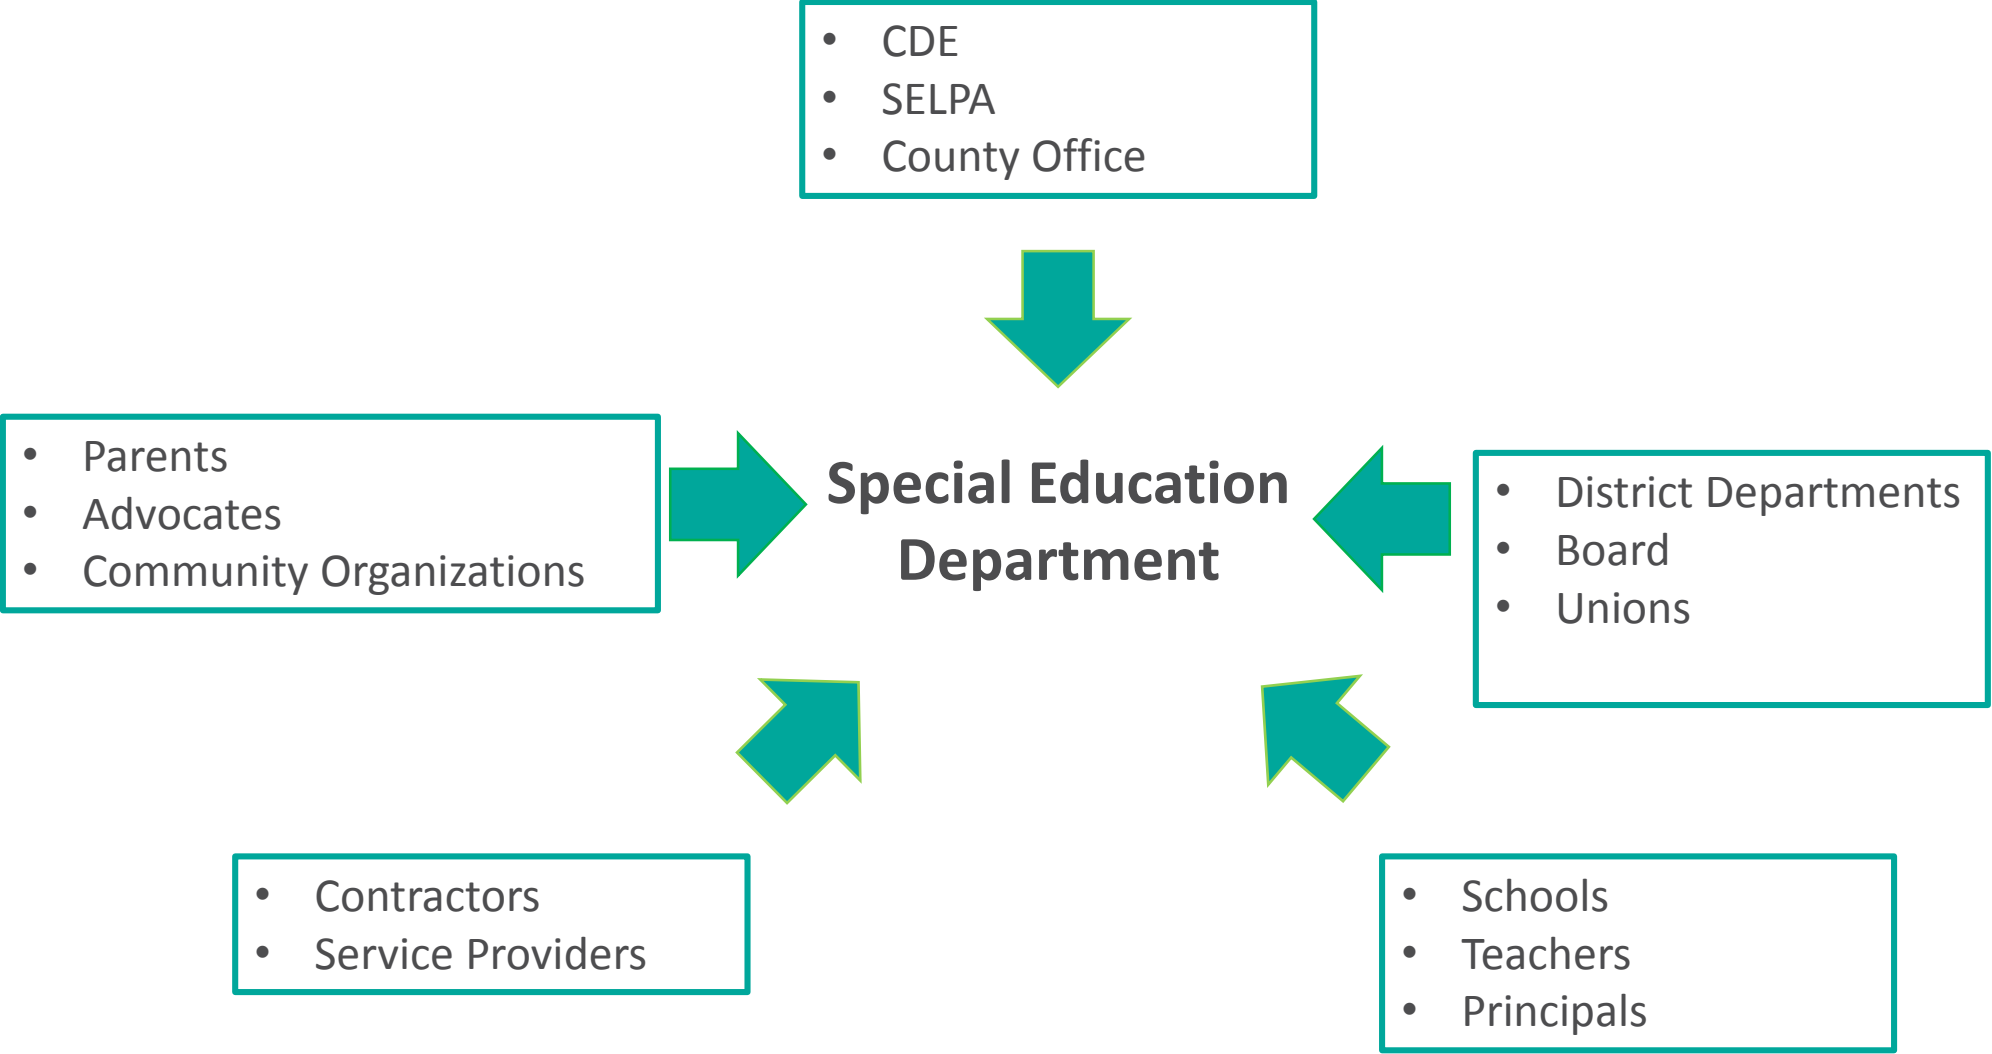 • CDE
• SELPA
• County Office
• Parents
• Advocates
• Community Organizations
Special Education
Department
• District Departments
• Board
• Unions
• Contractors
• Service Providers
• Schools
• Teachers
• Principals